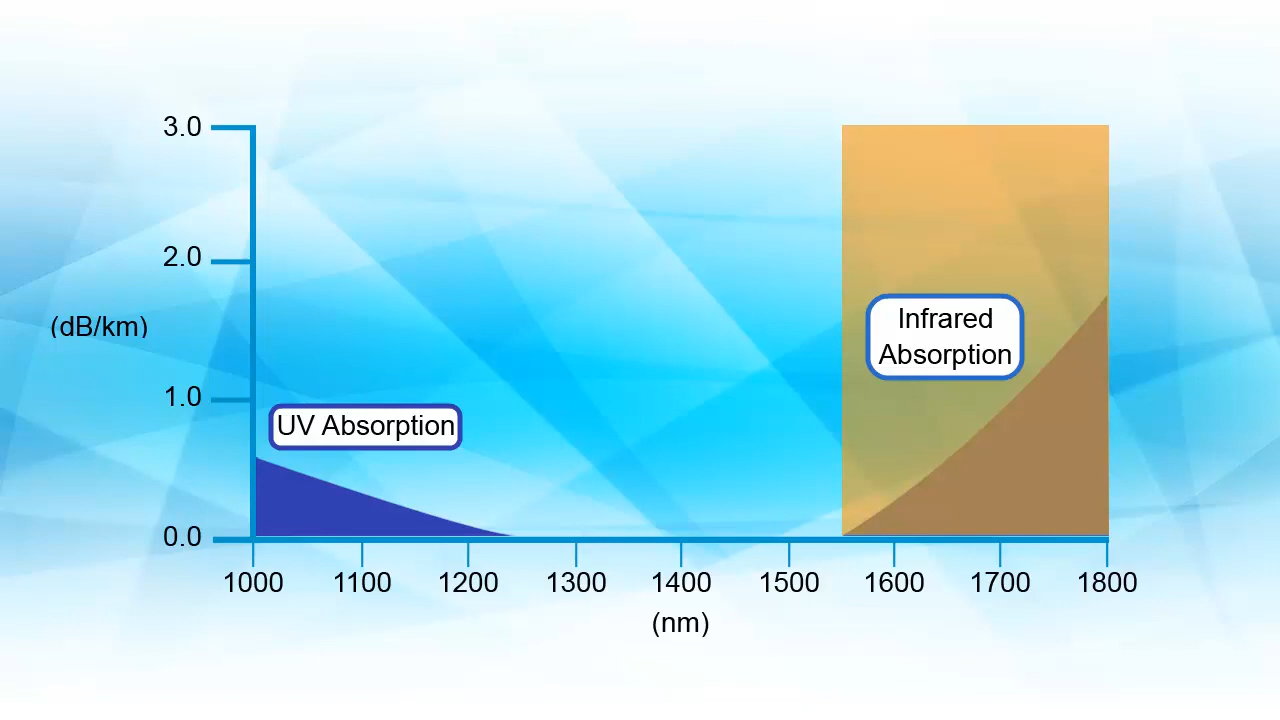 3.0
2.0
(dB/km)
1.0
0.0
UV Absorption
Infrared
Absorption
1000 1100 1200 1300 1400 1500 1600 1700 1800
(nm)